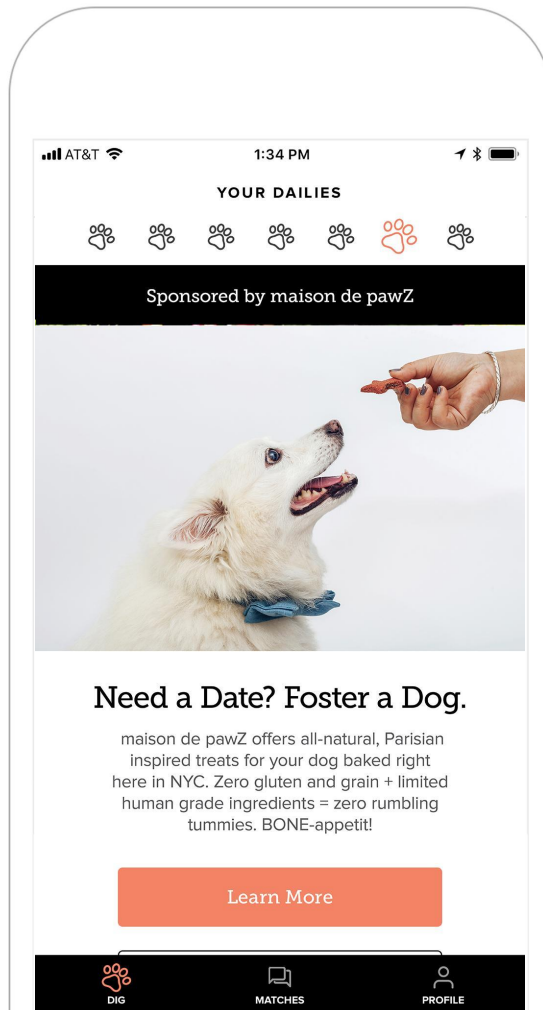 AT&T
1:34 PM
YOUR DAILIES
Sponsored by maison de pawZ
Need a Date? Foster a Dog.
maison de pawZ offers all-natural, Parisian
inspired treats for your dog baked right
here in NYC. Zero gluten and grain + limited
human grade ingredients = zero rumbling
tummies. BONE-appetit!
Learn More
DIG
MATCHES
PROFILE